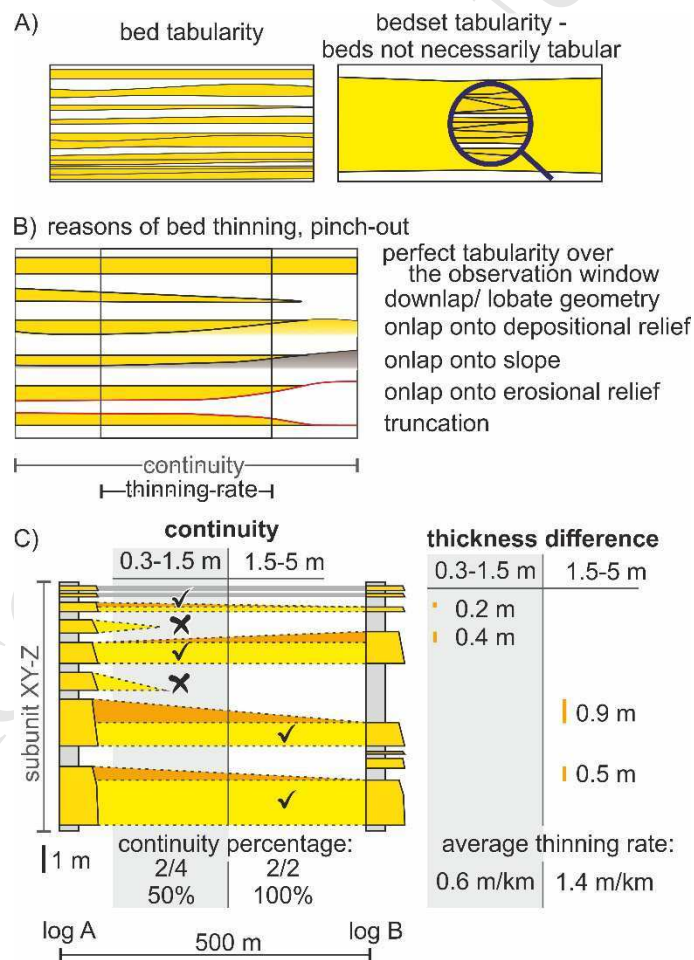 A)
bed tabularity
bedset tabularity -
beds not necessarily tabular
B) reasons of bed thinning, pinch-out
perfect tabularity over
the observation window
downlap/ lobate geometry
onlap onto depositional relief
onlap onto slope
onlap onto erosional relief
truncation
continuity
thinning-rate
C)
continuity
0.3-1.5 m
1.5-5 m
thickness difference
0.3-1.5 m
1.5-5 m
subunit XY-Z
0.2 m
0.4 m
0.9 m
0.5 m
1 m
continuity percentage:
2/4
2/2
50%
100%
average thinning rate:
0.6 m/km
1.4 m/km
log A
log B
500 m